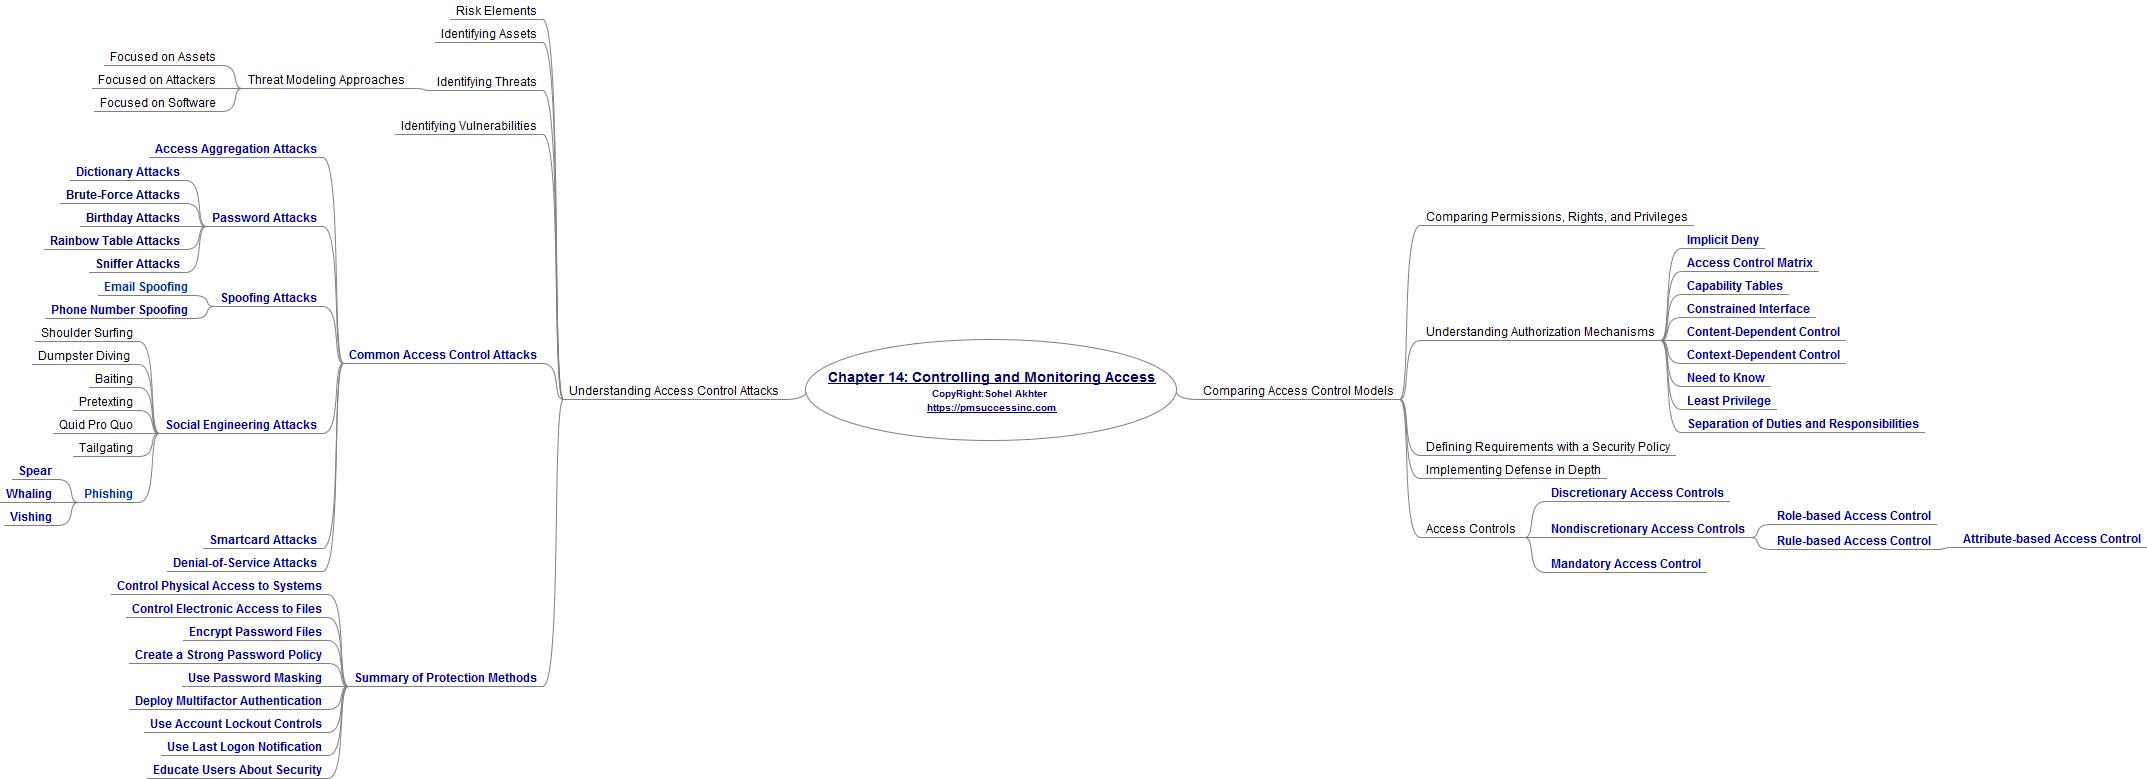 Risk Elements
Identifying Assets
Focused on Assets
Focused on Attackers
Focused on Software
Threat Modeling Approaches
Identifying Threats
Identifying Vulnerabilities
Access Aggregation Attacks
Dictionary Attacks
Brute-Force Attacks
Birthday Attacks
Rainbow Table Attacks
Sniffer Attacks
Password Attacks
Email Spoofing
Phone Number Spoofing
Spoofing Attacks
Shoulder Surfing
Dumpster Diving
Baiting
Pretexting
Quid Pro Quo
Tailgating
Spear
Whaling
Vishing
Phishing
Social Engineering Attacks
Smartcard Attacks
Denial-of-Service Attacks
Common Access Control Attacks
Control Physical Access to Systems
Control Electronic Access to Files
Encrypt Password Files
Create a Strong Password Policy
Use Password Masking
Deploy Multifactor Authentication
Use Account Lockout Controls
Use Last Logon Notification
Educate Users About Security
Summary of Protection Methods
Understanding Access Control Attacks
Chapter 14: Controlling and Monitoring Access
CopyRight:Sohel Akhter
https://pmsuccessinc.com
Comparing Access Control Models
Comparing Permissions, Rights, and Privileges
Understanding Authorization Mechanisms
Implicit Deny
Access Control Matrix
Capability Tables
Constrained Interface
Content-Dependent Control
Context-Dependent Control
Need to Know
Least Privilege
Separation of Duties and Responsibilities
Defining Requirements with a Security Policy
Implementing Defense in Depth
Access Controls
Discretionary Access Controls
Nondiscretionary Access Controls
Role-based Access Control
Rule-based Access Control
Attribute-based Access Control
Mandatory Access Control